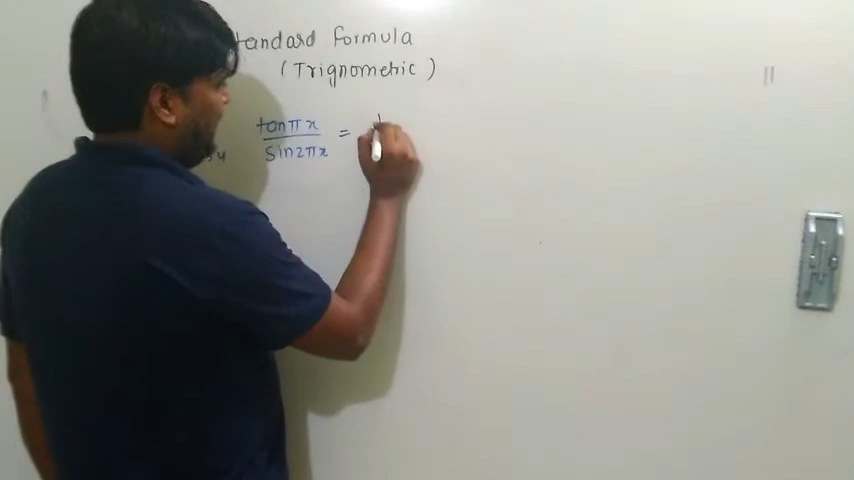 tandard Formula
(Trignometric)
tanπx =
sin2πx